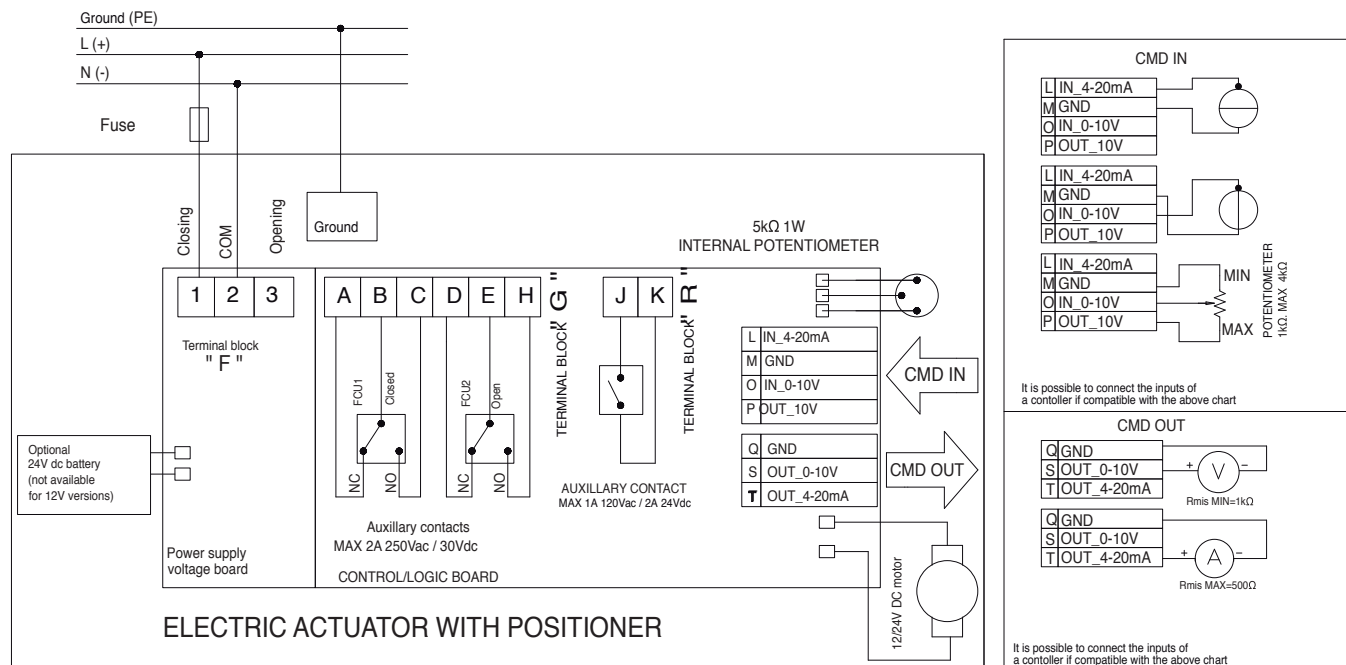 Ground (PE)
L (+)
N (-)
Fuse
Closing
COM
Opening
Ground
1 2 3
Terminal block
" F "
A B C D E H
TERMINAL BLOCK" G "
J K
TERMINAL BLOCK" R "
5kΩ 1W
INTERNAL POTENTIOMETER
FCU1
Closed
FCU2
Open
NC
NO
NC
NO
L IN_4-20mA
M GND
O IN_0-10V
P OUT_10V
CMD IN
Q GND
S OUT_0-10V
T OUT_4-20mA
CMD OUT
Optional
24V dc battery
(not available
for 12V versions)
AUXILLARY CONTACT
MAX 1A 120Vac / 2A 24Vdc
Auxillary contacts
MAX 2A 250Vac / 30Vdc
Power supply
voltage board
CONTROL/LOGIC BOARD
12/24V DC motor
ELECTRIC ACTUATOR WITH POSITIONER
CMD IN
L IN_4-20mA
M GND
O IN_0-10V
P OUT_10V
L IN_4-20mA
M GND
O IN_0-10V
P OUT_10V
L IN_4-20mA
M GND
O IN_0-10V
P OUT_10V
MIN
MAX
POTENTIOMETER
1kΩ. MAX 4kΩ
It is possible to connect the inputs of
a contoller if compatible with the above chart
CMD OUT
Q GND
S OUT_0-10V
T OUT_4-20mA
+ V −
Rmis MIN=1kΩ
Q GND
S OUT_0-10V
T OUT_4-20mA
+ A −
Rmis MAX=500Ω
It is possible to connect the inputs of
a contoller if compatible with the above chart